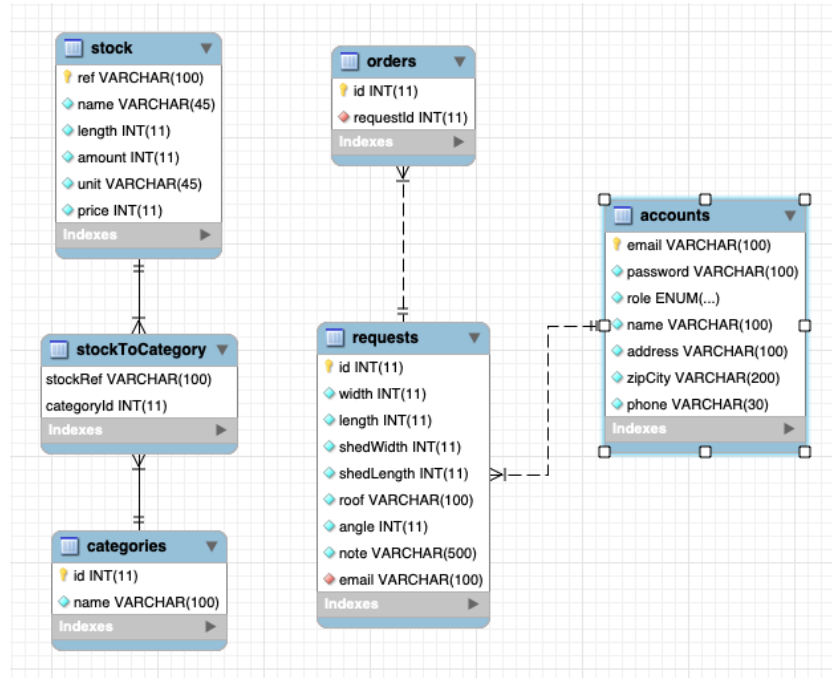 stock
ref VARCHAR(100)
name VARCHAR(45)
length INT(11)
amount INT(11)
unit VARCHAR(45)
price INT(11)
Indexes
stockToCategory
stockRef VARCHAR(100)
categoryId INT(11)
Indexes
categories
id INT(11)
name VARCHAR(100)
Indexes
orders
id INT(11)
requestId INT(11)
Indexes
requests
id INT(11)
width INT(11)
length INT(11)
shedWidth INT(11)
shedLength INT(11)
roof VARCHAR(100)
angle INT(11)
note VARCHAR(500)
email VARCHAR(100)
Indexes
accounts
email VARCHAR(100)
password VARCHAR(100)
role ENUM(...)
name VARCHAR(100)
address VARCHAR(100)
zipCity VARCHAR(200)
phone VARCHAR(30)
Indexes